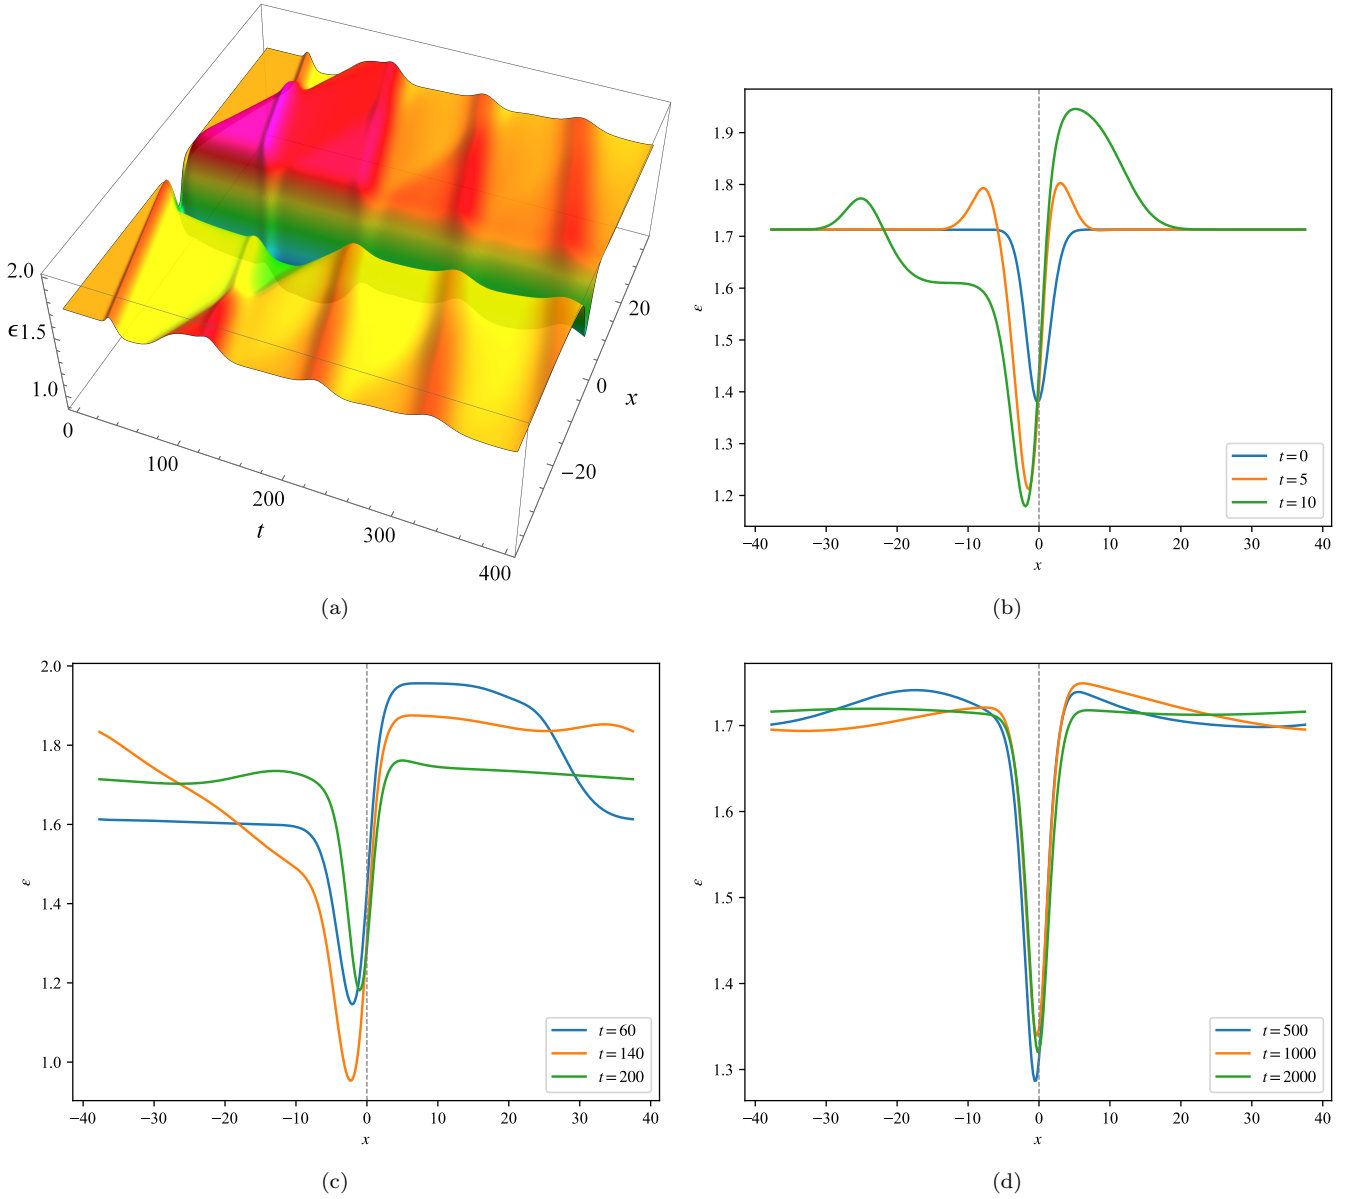 2.0
ϵ1.5
1.0
0
100
200
300
400
t
20
0
x
−20
(a)
1.9
1.8
1.7
1.6
1.5
1.4
1.3
1.2
ε
−40 −30 −20 −10 0 10 20 30 40
x
t = 0
t = 5
t = 10
(b)
2.0
1.8
1.6
1.4
1.2
1.0
ε
−40 −30 −20 −10 0 10 20 30 40
x
t = 60
t = 140
t = 200
(c)
1.7
1.6
1.5
1.4
1.3
ε
−40 −30 −20 −10 0 10 20 30 40
x
t = 500
t = 1000
t = 2000
(d)